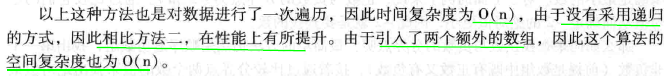 以上这种方法也是对数据进行了一次遍历，因此时间复杂度为 O(n)，由于没有采用递归
的方式，因此相比方法二，在性能上有所提升。由于引入了两个额外的数组，因此这个算法的
空间复杂度也为 O(n)。